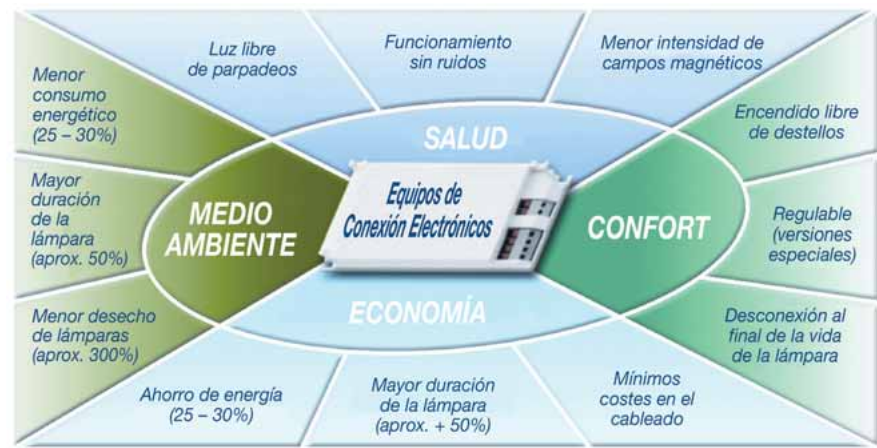 Luz libre
de parpadeos
Funcionamiento
sin ruidos
Menor intensidad de
campos magnéticos
Menor
consumo
energético
(25 – 30%)
Encendido libre
de destellos
SALUD
Mayor
duración
de la
lámpara
(aprox. 50%)
MEDIO
AMBIENTE
Equipos de
Conexión Electrónicos
CONFORT
Regulable
(versiones
especiales)
Menor desecho
de lámparas
(aprox. 300%)
ECONOMÍA
Desconexión al
final de la vida
de la lámpara
Ahorro de energía
(25 – 30%)
Mayor duración
de la lámpara
(aprox. + 50%)
Mínimos
costes en el
cableado